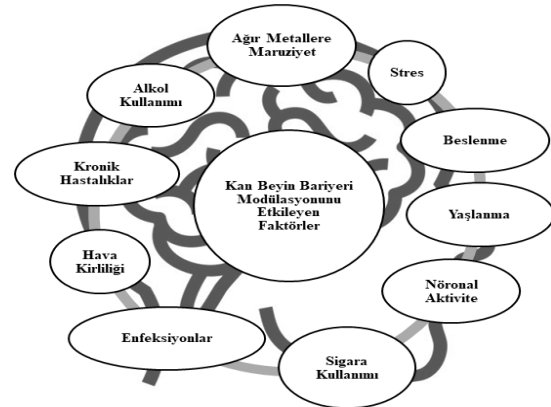 Ağır Metallere
Maruziyet
Stres
Alkol
Kullanımı
Beslenme
Kronik
Hastalıklar
Kan Beyin Bariyeri
Modülasyonunu
Etkileyen
Faktörler
Yaşlanma
Hava
Kirliliği
Nöronal
Aktivite
Enfeksiyonlar
Sigara
Kullanımı